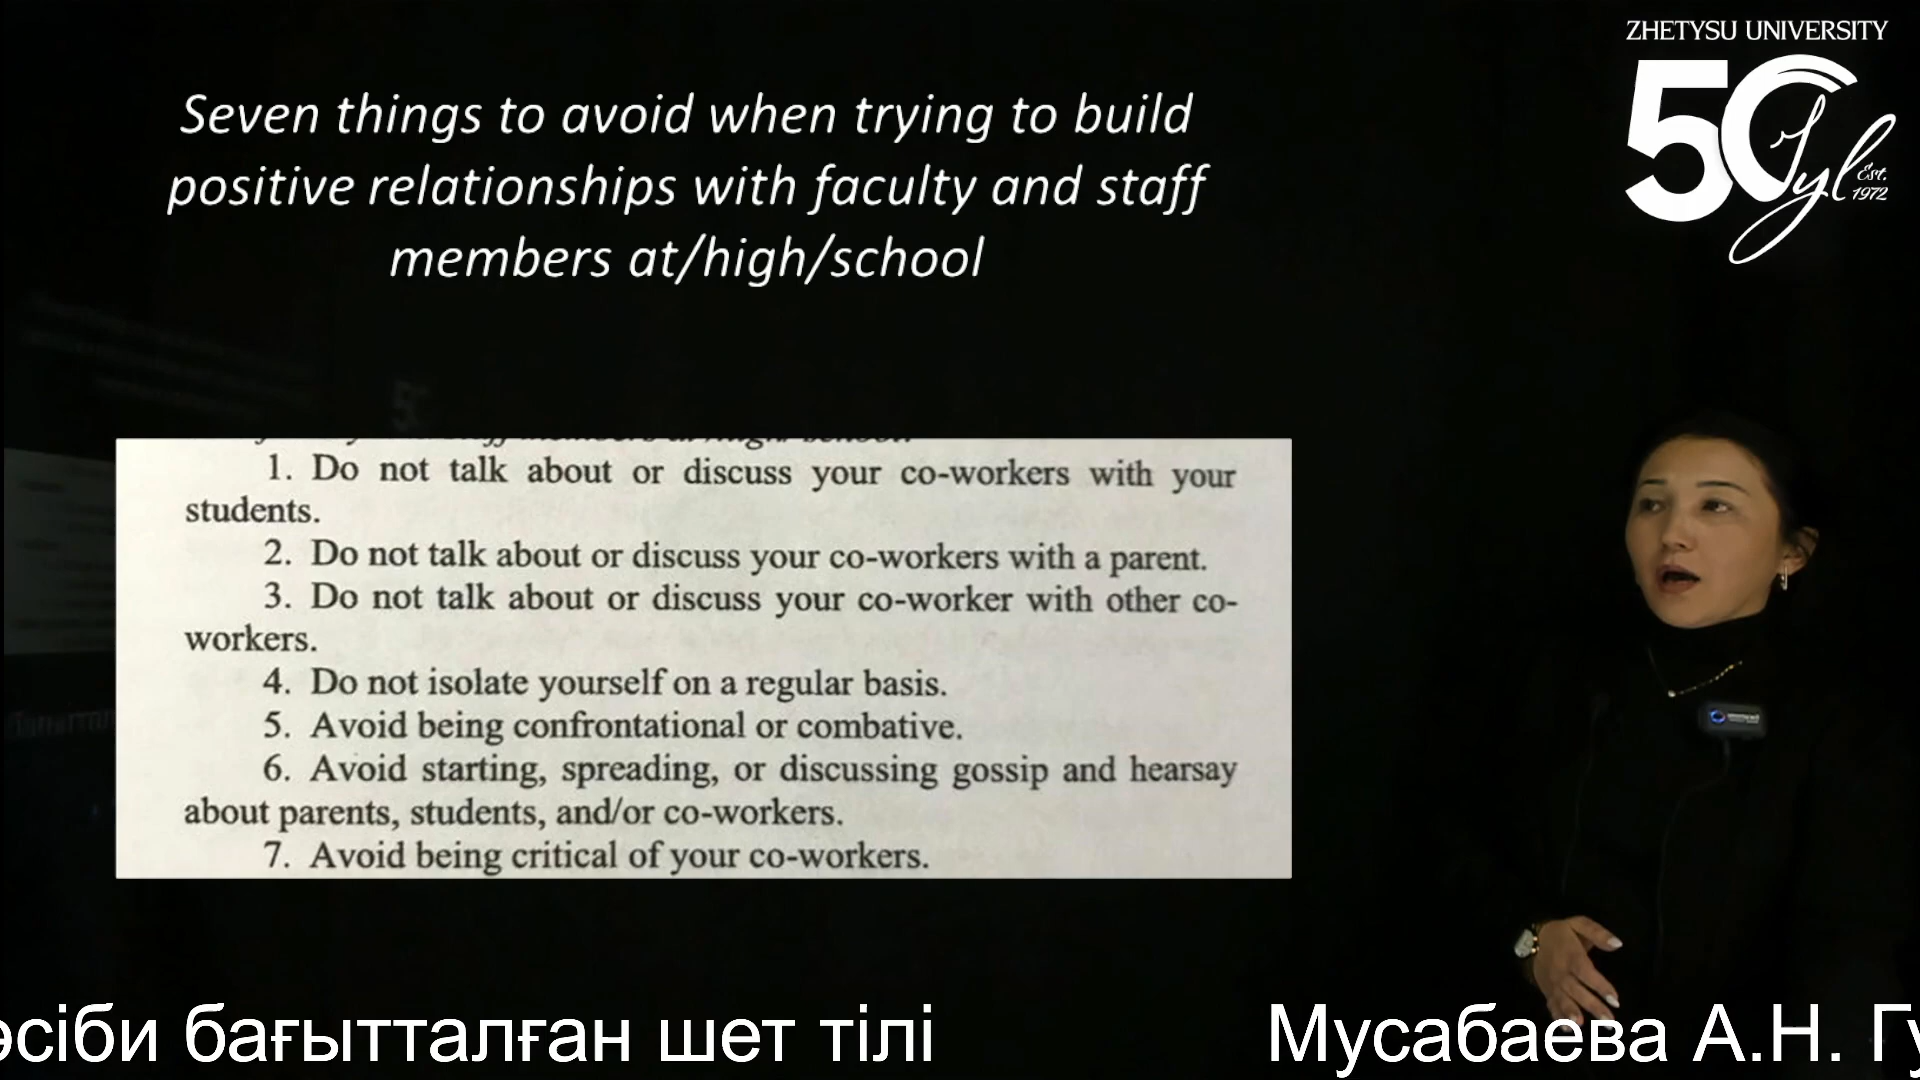 ZHETYSU UNIVERSITY
50
Jyl
Est.
1972
Seven things to avoid when trying to build
positive relationships with faculty and staff
members at/high/school
1. Do not talk about or discuss your co-workers with your
students.
2. Do not talk about or discuss your co-workers with a parent.
3. Do not talk about or discuss your co-worker with other co-
workers.
4. Do not isolate yourself on a regular basis.
5. Avoid being confrontational or combative.
6. Avoid starting, spreading, or discussing gossip and hearsay
about parents, students, and/or co-workers.
7. Avoid being critical of your co-workers.
әсіби бағытталған шет тілі
Мусабаева А.Н. Гу